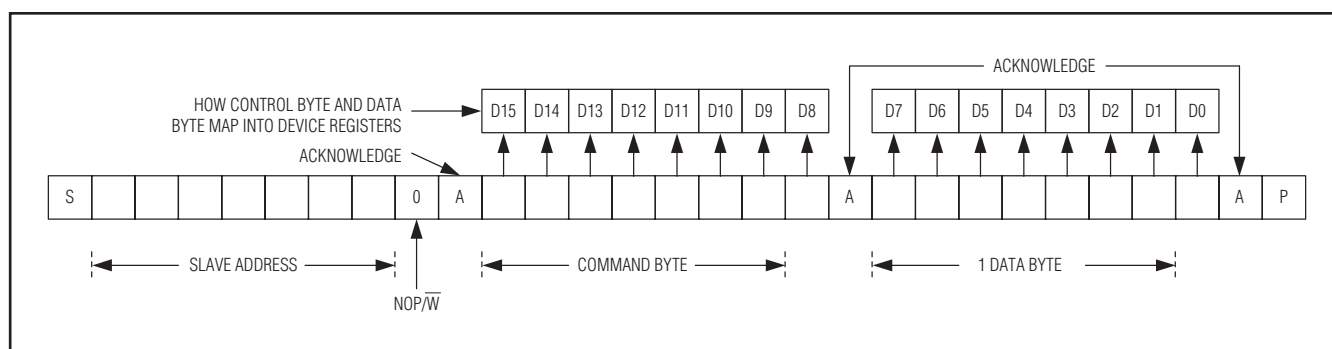 ACKNOWLEDGE
HOW CONTROL BYTE AND DATA
BYTE MAP INTO DEVICE REGISTERS
D15 D14 D13 D12 D11 D10 D9 D8 D7 D6 D5 D4 D3 D2 D1 D0
ACKNOWLEDGE
S 0 A A A P
SLAVE ADDRESS COMMAND BYTE 1 DATA BYTE
NOP/W̅